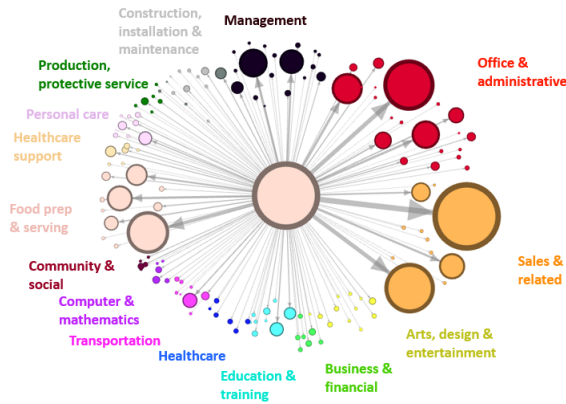 Construction,
installation &
maintenance
Management
Office &
administrative
Production,
protective service
Personal care
Healthcare
support
Food prep
& serving
Sales &
related
Community &
social
Computer &
mathematics
Transportation
Healthcare
Education &
training
Business &
financial
Arts, design &
entertainment